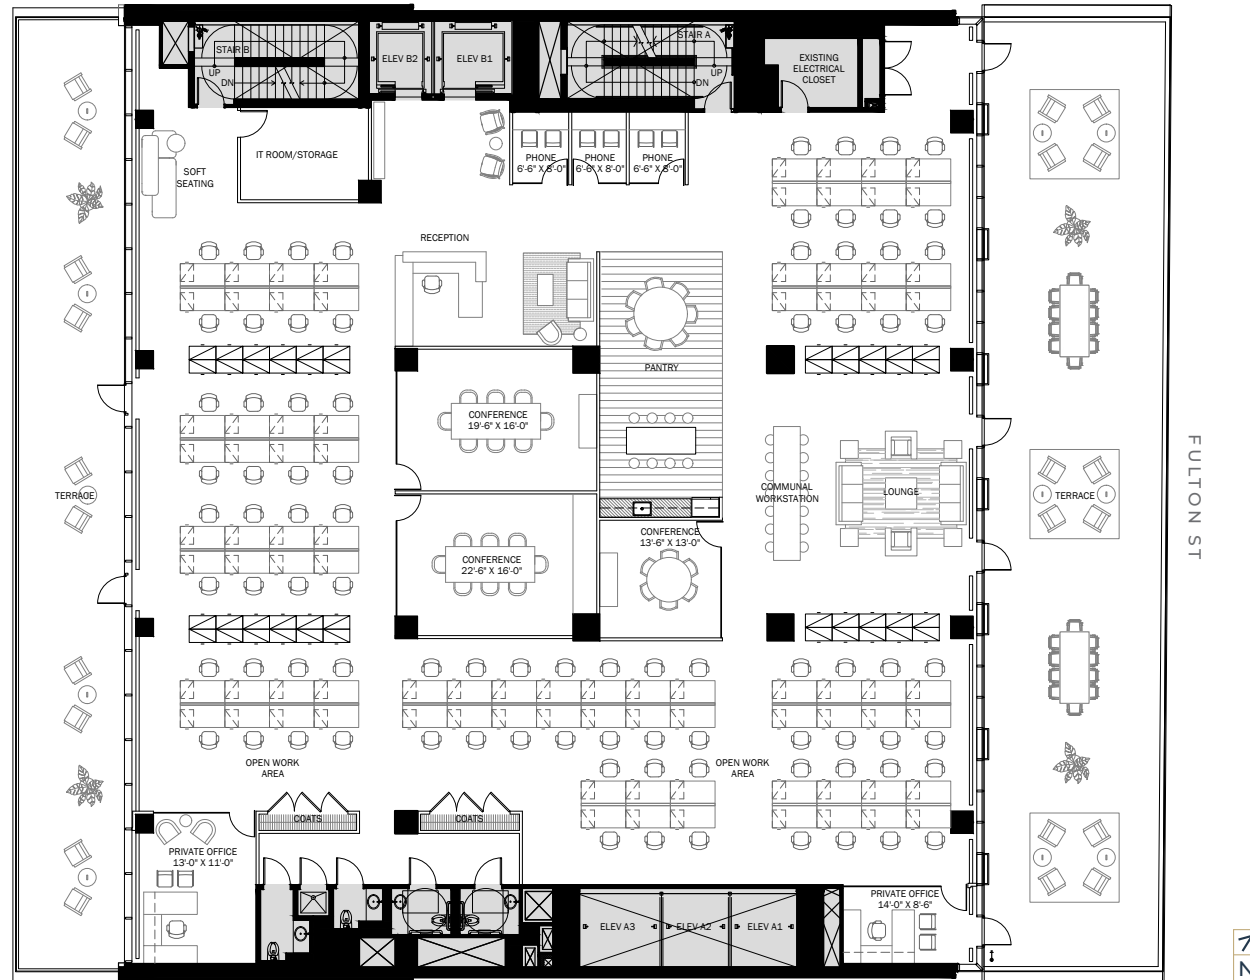 STAIR B
UP
DN
ELEV B2
ELEV B1
STAIR A
UP
DN
EXISTING
ELECTRICAL
CLOSET
IT ROOM/STORAGE
SOFT
SEATING
PHONE
6'-6" X 8'-0"
PHONE
6'-6" X 8'-0"
PHONE
6'-6" X 8'-0"
RECEPTION
PANTRY
CONFERENCE
19'-6" X 16'-0"
TERRACE
COMMUNAL
WORKSTATION
LOUNGE
TERRACE
FULTON ST
CONFERENCE
13'-6" X 13'-0"
CONFERENCE
22'-6" X 16'-0"
OPEN WORK
AREA
OPEN WORK
AREA
COATS
COATS
PRIVATE OFFICE
13'-0" X 11'-0"
PRIVATE OFFICE
14'-0" X 8'-6"
ELEV A3
ELEV A2
ELEV A1